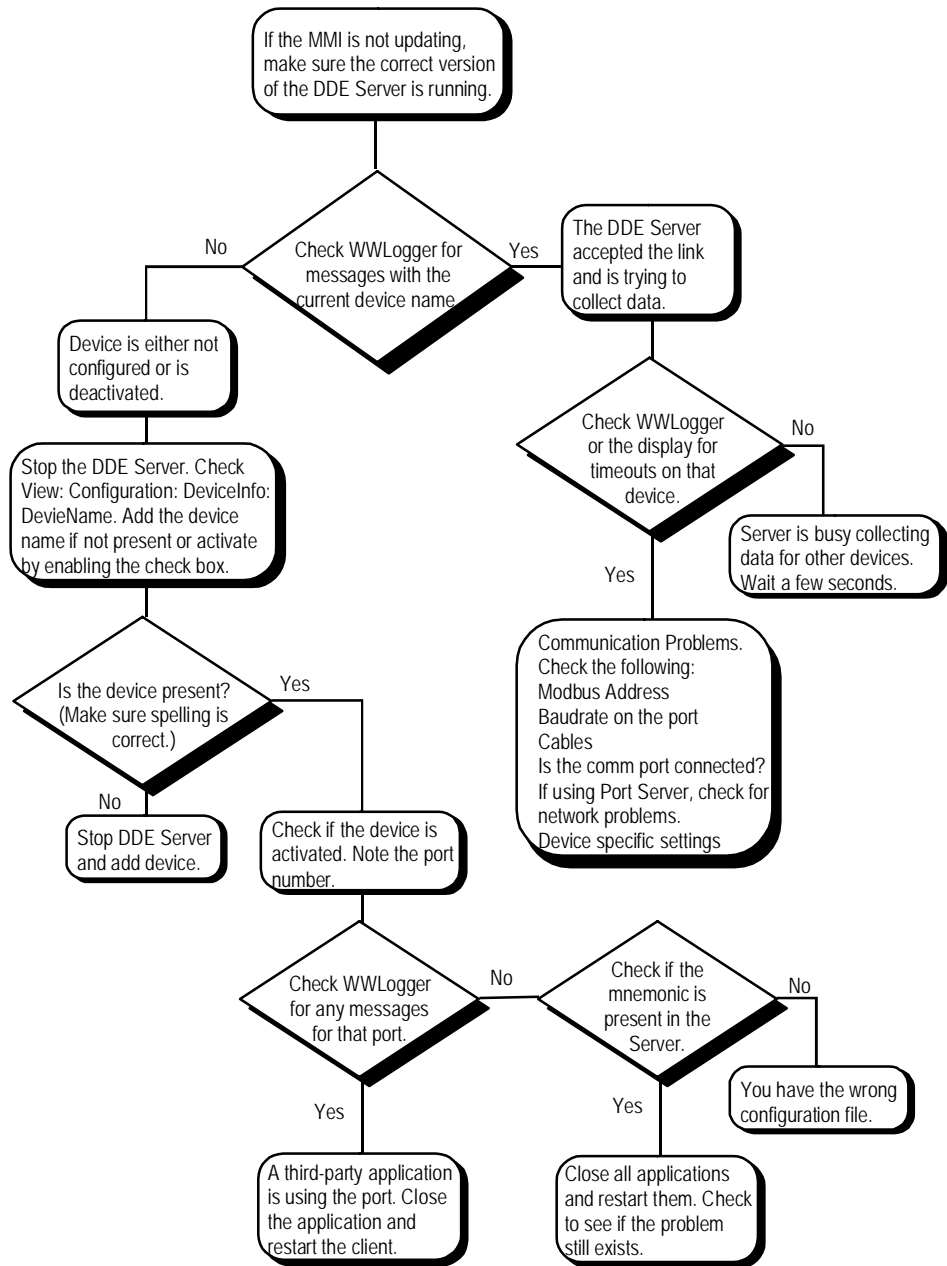 If the MMI is not updating,
make sure the correct version
of the DDE Server is running.
No
Check WWLogger for
messages with the
current device name.
Yes
The DDE Server
accepted the link
and is trying to
collect data.
Device is either not
configured or is
deactivated.
Check WWLogger
or the display for
timeouts on that
device.
No
Stop the DDE Server. Check
View: Configuration: DeviceInfo:
DevieName. Add the device
name if not present or activate
by enabling the check box.
Server is busy collecting
data for other devices.
Wait a few seconds.
Yes
Communication Problems.
Check the following:
Modbus Address
Baudrate on the port
Cables
Is the comm port connected?
If using Port Server, check for
network problems.
Device specific settings
Is the device present?
(Make sure spelling is
correct.)
Yes
No
Stop DDE Server
and add device.
Check if the device is
activated. Note the port
number.
Check WWLogger
for any messages
for that port.
No
Check if the
mnemonic is
present in the
Server.
No
You have the wrong
configuration file.
Yes
Yes
A third-party application
is using the port. Close
the application and
restart the client.
Close all applications
and restart them. Check
to see if the problem
still exists.